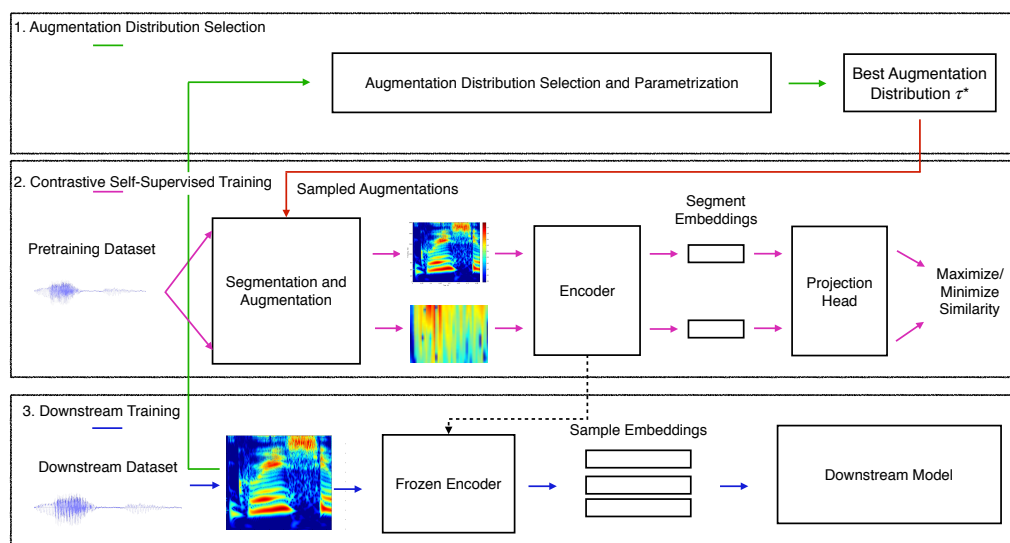 1. Augmentation Distribution Selection
Augmentation Distribution Selection and Parametrization
Best Augmentation
Distribution τ*
2. Contrastive Self-Supervised Training
Sampled Augmentations
Segment
Embeddings
Pretraining Dataset
Segmentation and
Augmentation
Encoder
Projection
Head
Maximize/
Minimize
Similarity
3. Downstream Training
Downstream Dataset
Frozen Encoder
Sample Embeddings
Downstream Model